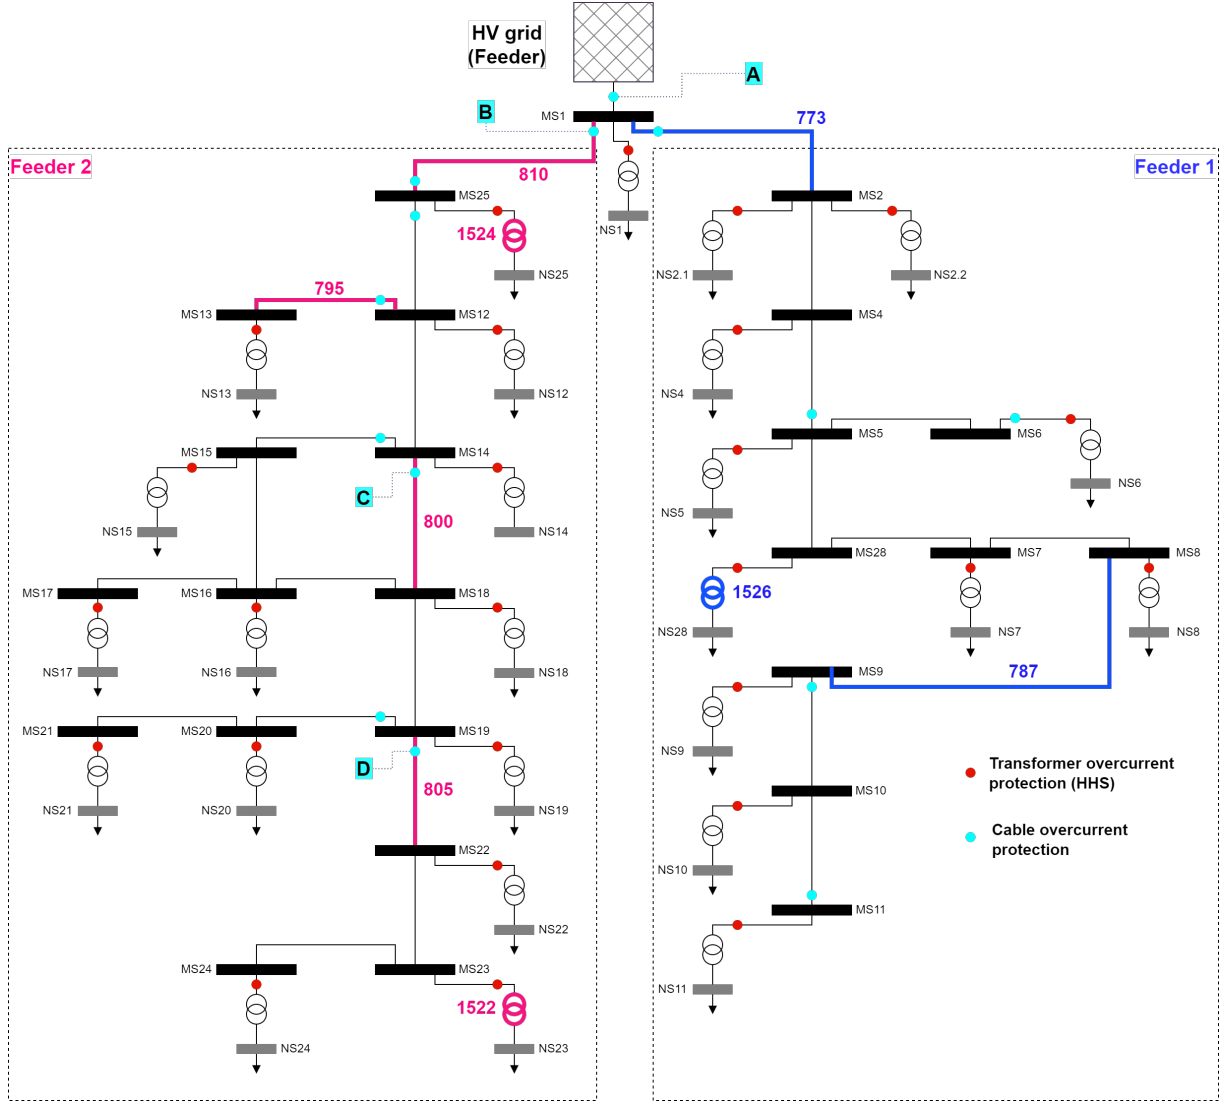 HV grid
(Feeder)
A
MS1
B
773
Feeder 2
Feeder 1
810
MS25
MS2
1524
NS1
NS25
NS2.1
NS2.2
795
MS13
MS12
MS4
NS13
NS12
NS4
MS15
MS14
MS5
MS6
C
NS6
800
NS15
NS14
NS5
MS28
MS7
MS8
MS17
MS16
MS18
1526
NS28
NS7
NS8
NS17
NS16
NS18
MS9
787
MS21
MS20
MS19
D
NS9
Transformer overcurrent
protection (HHS)
805
MS10
NS21
NS20
NS19
Cable overcurrent
protection
MS22
NS10
MS11
NS22
MS24
MS23
NS11
1522
NS24
NS23